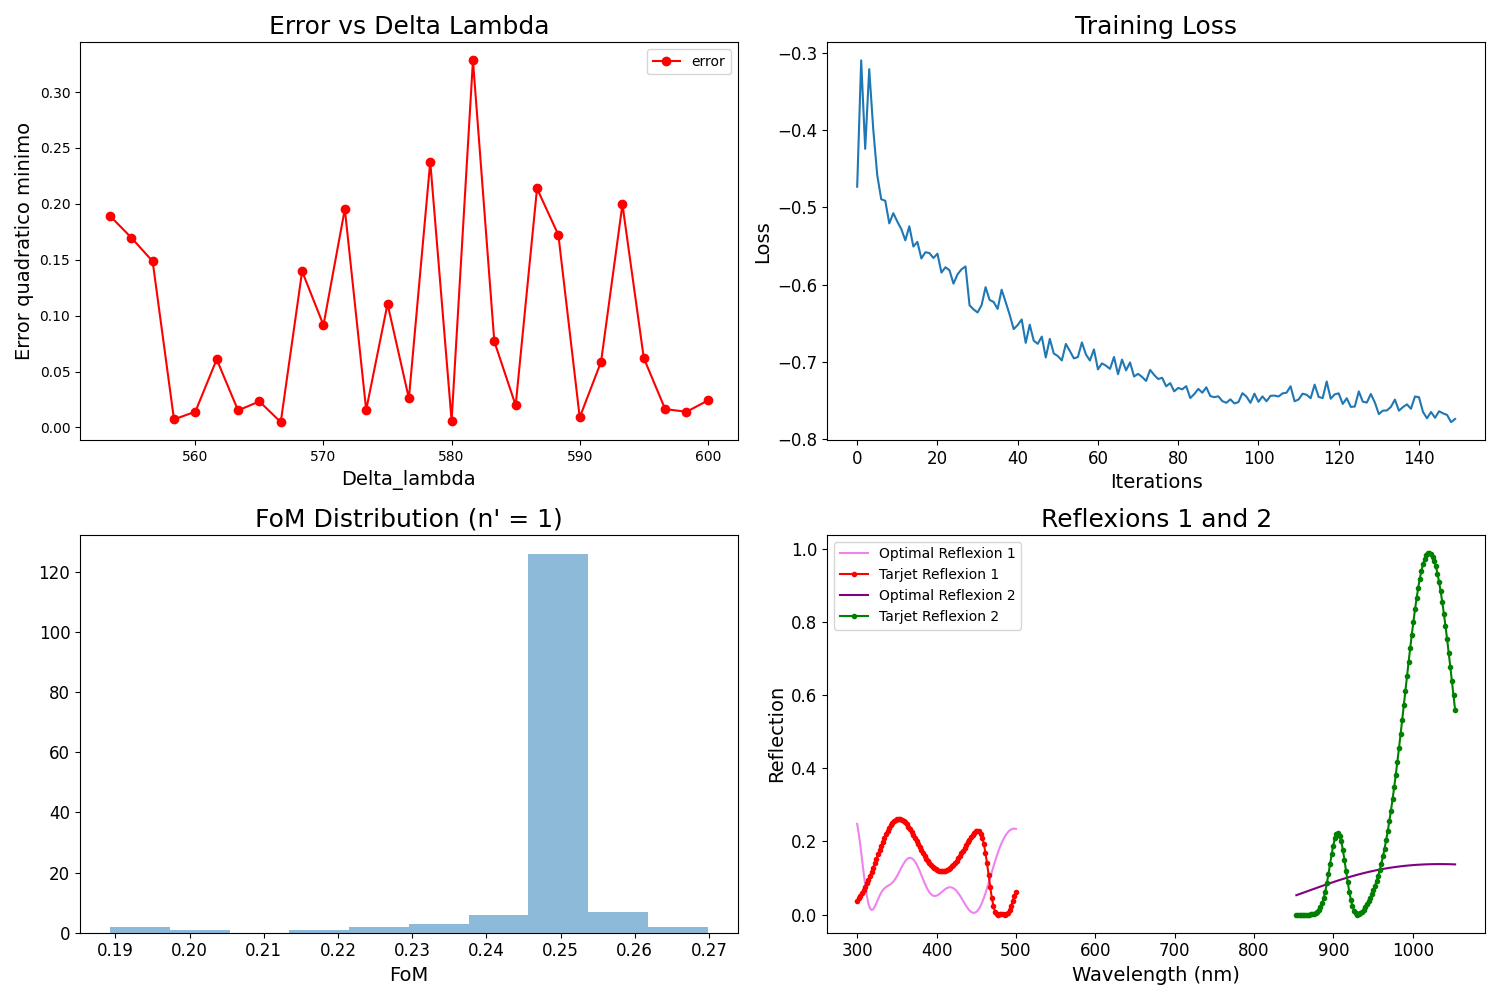 Error vs Delta Lambda
error
Error quadratico minimo
0.30
0.25
0.20
0.15
0.10
0.05
0.00
560 570 580 590 600
Delta_lambda
Training Loss
Loss
−0.3
−0.4
−0.5
−0.6
−0.7
−0.8
0 20 40 60 80 100 120 140
Iterations
FoM Distribution (n' = 1)
120
100
80
60
40
20
0
0.19 0.20 0.21 0.22 0.23 0.24 0.25 0.26 0.27
FoM
Reflexions 1 and 2
Optimal Reflexion 1
Tarjet Reflexion 1
Optimal Reflexion 2
Tarjet Reflexion 2
Reflection
1.0
0.8
0.6
0.4
0.2
0.0
300 400 500 600 700 800 900 1000
Wavelength (nm)